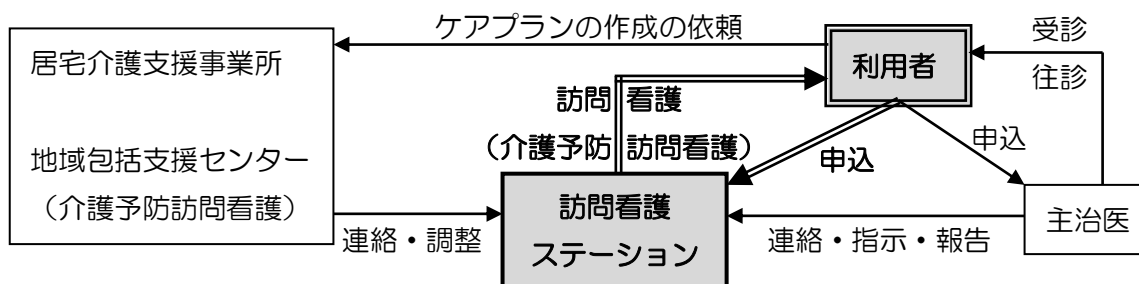 ケアプランの作成の依頼
居宅介護支援事業所
地域包括支援センター
（介護予防訪問看護）
利用者
受診
往診
訪問看護
（介護予防訪問看護）
申込
申込
訪問看護
ステーション
主治医
連絡・調整
連絡・指示・報告